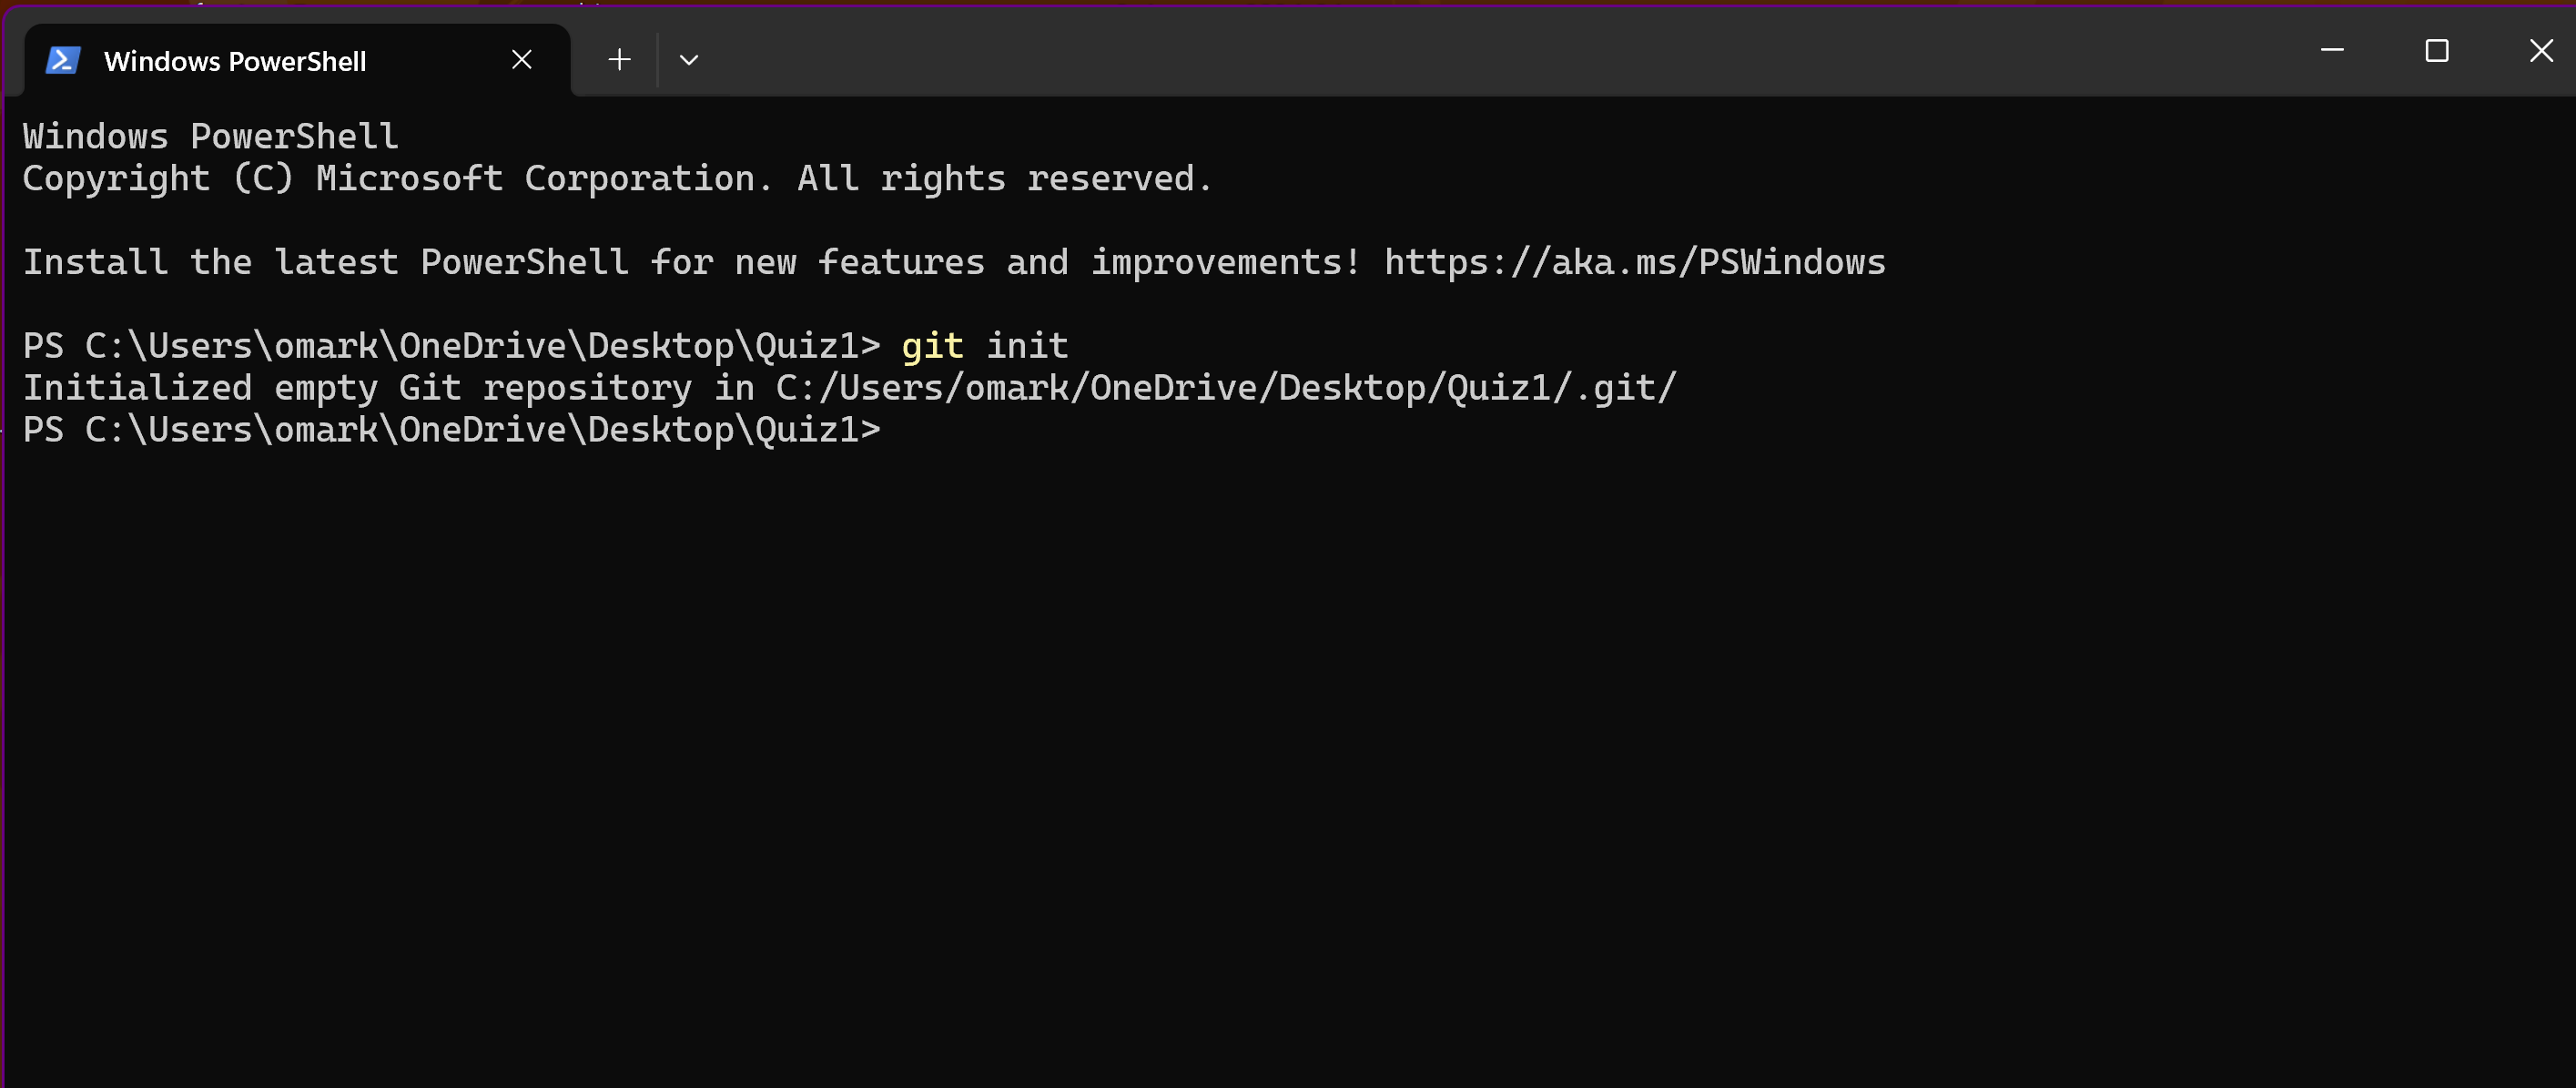 Windows PowerShell
Windows PowerShell
Copyright (C) Microsoft Corporation. All rights reserved.
Install the latest PowerShell for new features and improvements! https://aka.ms/PSWindows
PS C:\Users\omark\OneDrive\Desktop\Quiz1> git init
Initialized empty Git repository in C:/Users/omark/OneDrive/Desktop/Quiz1/.git/
PS C:\Users\omark\OneDrive\Desktop\Quiz1>